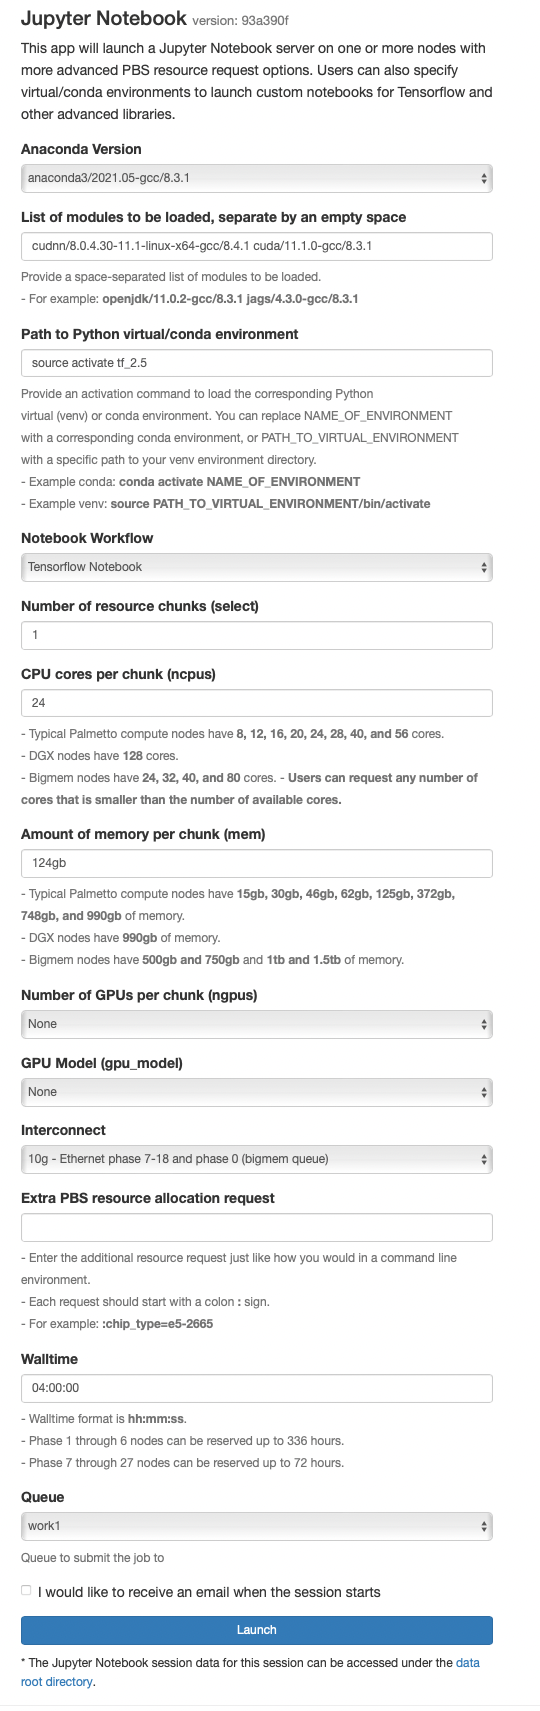 Jupyter Notebook version: 93a390f
This app will launch a Jupyter Notebook server on one or more nodes with
more advanced PBS resource request options. Users can also specify
virtual/conda environments to launch custom notebooks for Tensorflow and
other advanced libraries.
Anaconda Version
anaconda3/2021.05-gcc/8.3.1
List of modules to be loaded, separate by an empty space
cudnn/8.0.4.30-11.1-linux-x64-gcc/8.4.1 cuda/11.1.0-gcc/8.3.1
Provide a space-separated list of modules to be loaded.
- For example: openjdk/11.0.2-gcc/8.3.1 jags/4.3.0-gcc/8.3.1
Path to Python virtual/conda environment
source activate tf_2.5
Provide an activation command to load the corresponding Python
virtual (venv) or conda environment. You can replace NAME_OF_ENVIRONMENT
with a corresponding conda environment, or PATH_TO_VIRTUAL_ENVIRONMENT
with a specific path to your venv environment directory.
- Example conda: conda activate NAME_OF_ENVIRONMENT
- Example venv: source PATH_TO_VIRTUAL_ENVIRONMENT/bin/activate
Notebook Workflow
Tensorflow Notebook
Number of resource chunks (select)
1
CPU cores per chunk (ncpus)
24
- Typical Palmetto compute nodes have 8, 12, 16, 20, 24, 28, 40, and 56 cores.
- DGX nodes have 128 cores.
- Bigmem nodes have 24, 32, 40, and 80 cores. - Users can request any number of
cores that is smaller than the number of available cores.
Amount of memory per chunk (mem)
124gb
- Typical Palmetto compute nodes have 15gb, 30gb, 46gb, 62gb, 125gb, 372gb,
748gb, and 990gb of memory.
- DGX nodes have 990gb of memory.
- Bigmem nodes have 500gb and 750gb and 1tb and 1.5tb of memory.
Number of GPUs per chunk (ngpus)
None
GPU Model (gpu_model)
None
Interconnect
10g - Ethernet phase 7-18 and phase 0 (bigmem queue)
Extra PBS resource allocation request
- Enter the additional resource request just like how you would in a command line
environment.
- Each request should start with a colon : sign.
- For example: :chip_type=e5-2665
Walltime
04:00:00
- Walltime format is hh:mm:ss.
- Phase 1 through 6 nodes can be reserved up to 336 hours.
- Phase 7 through 27 nodes can be reserved up to 72 hours.
Queue
work1
Queue to submit the job to
I would like to receive an email when the session starts
Launch
* The Jupyter Notebook session data for this session can be accessed under the data
root directory.